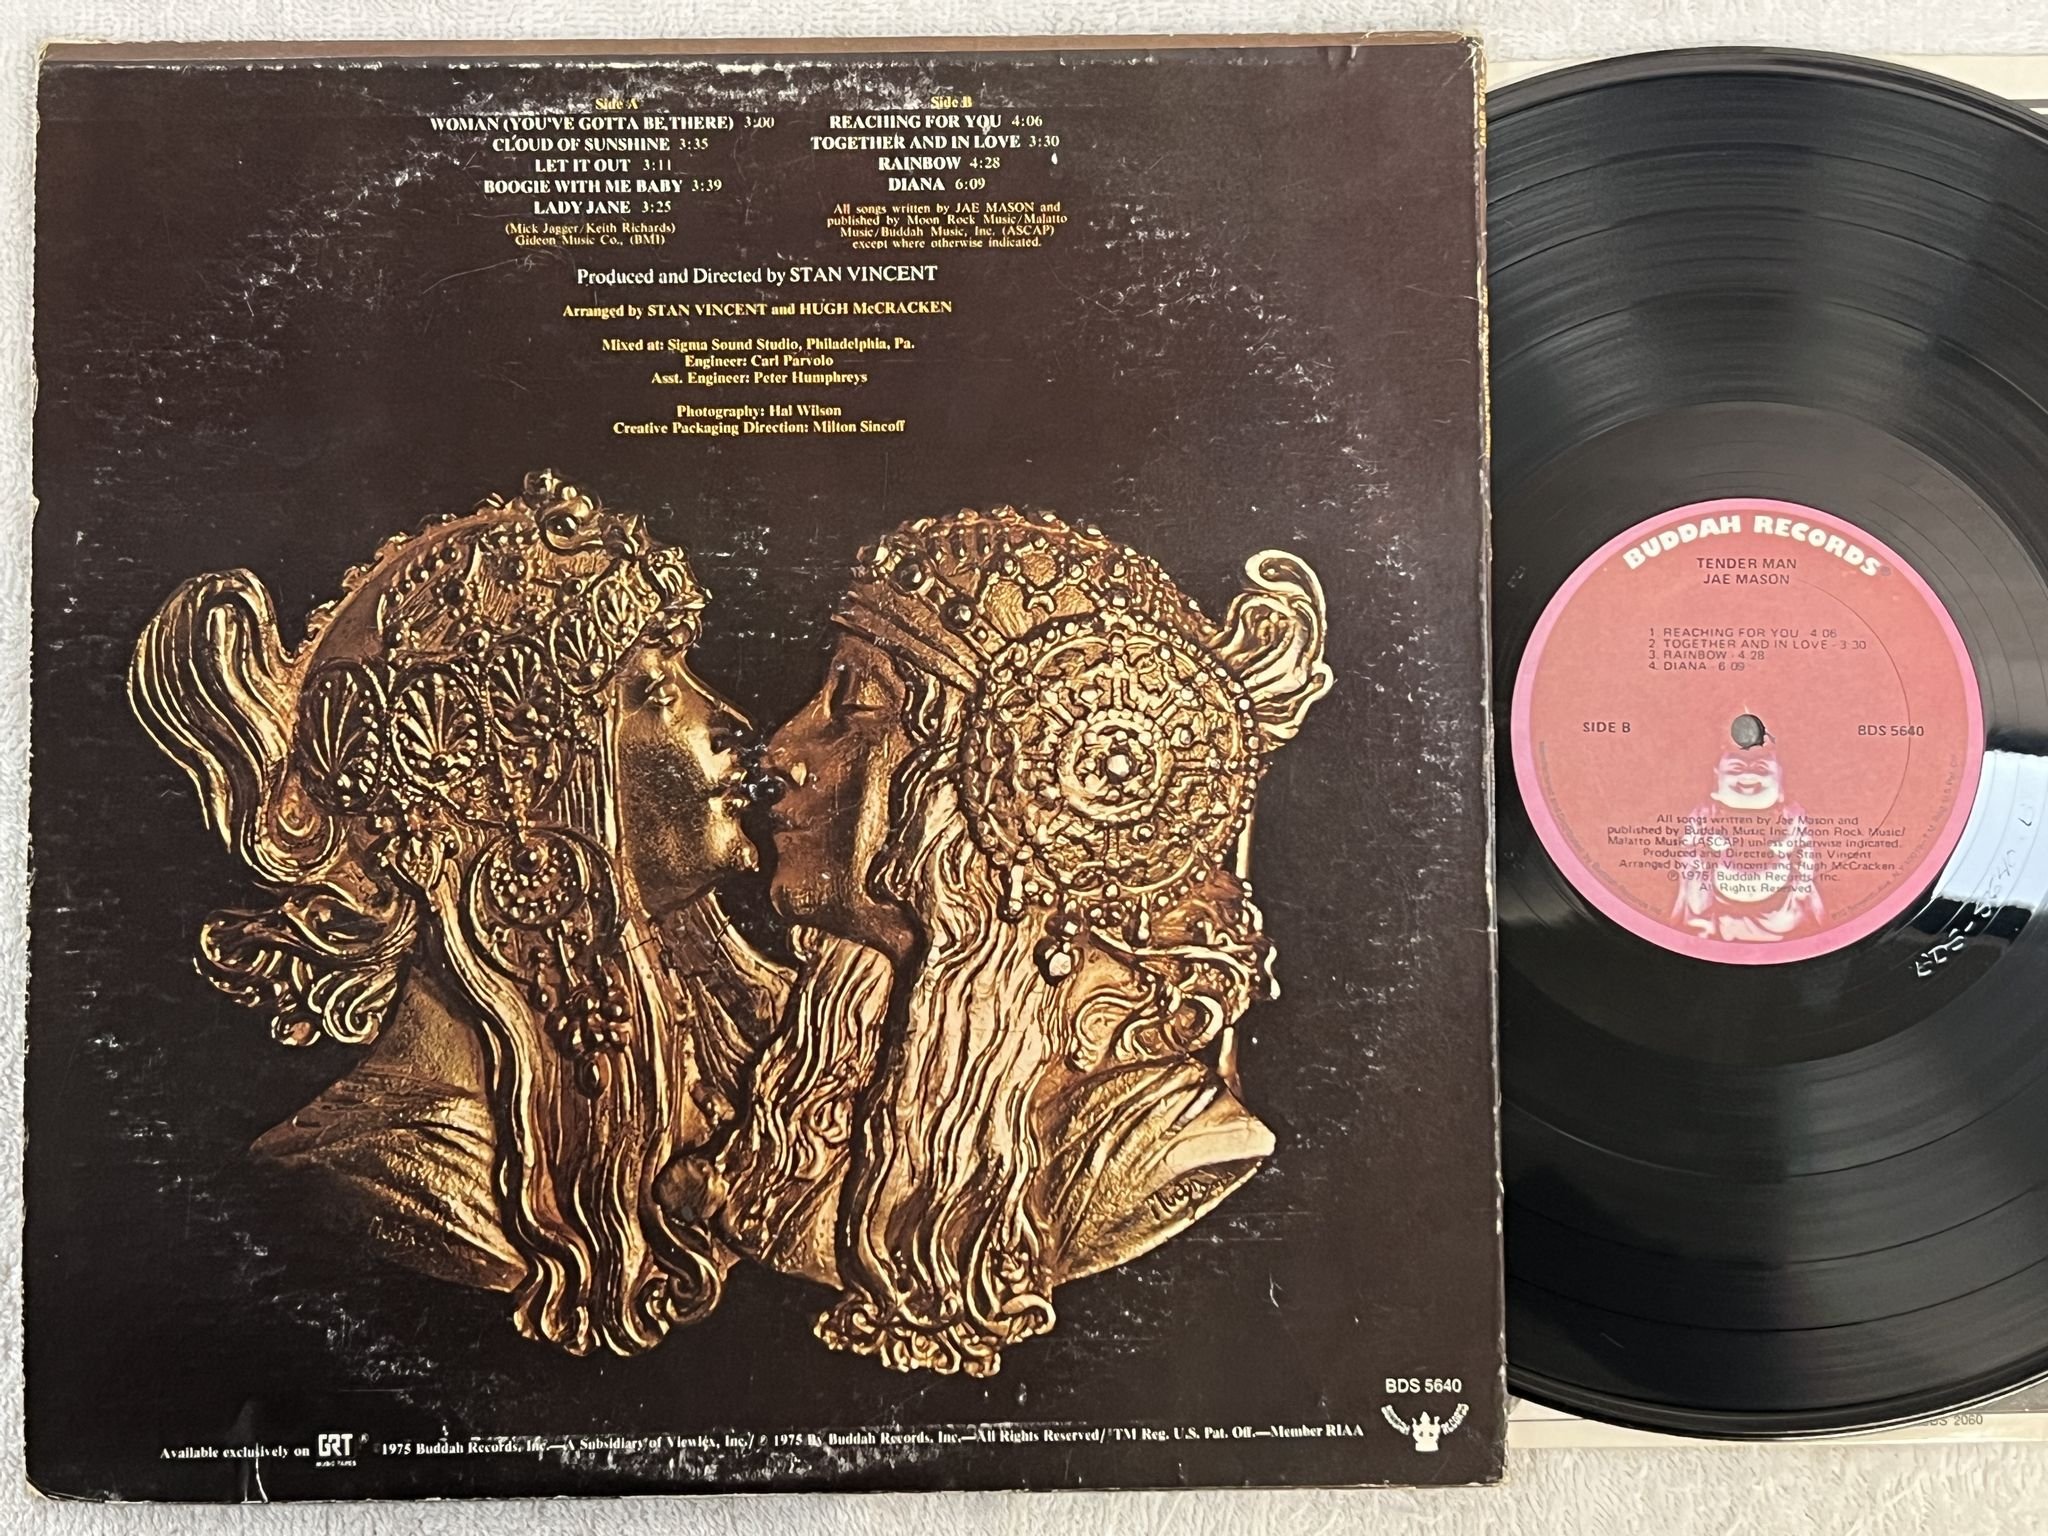 Side A
WOMAN (YOU'VE GOTTA BE THERE) 3:00
CLOUD OF SUNSHINE 3:35
LET IT OUT 3:11
BOOGIE WITH ME BABY 3:39
LADY JANE 3:25
(Mick Jagger/Keith Richards)
Gideon Music Co., (BMI)
Side B
REACHING FOR YOU 4:06
TOGETHER AND IN LOVE 3:30
RAINBOW 4:28
DIANA 6:09
All songs written by JAE MASON and
published by Moon Rock Music/Malatto
Music/Buddah Music, Inc. (ASCAP)
except where otherwise indicated.
Produced and Directed by STAN VINCENT
Arranged by STAN VINCENT and HUGH McCRACKEN
Mixed at: Sigma Sound Studio, Philadelphia, Pa.
Engineer: Carl Parvolo
Asst. Engineer: Peter Humphreys
Photography: Hal Wilson
Creative Packaging Direction: Milton Sincoff
BDS 5640
BUDDAH RECORDS
Available exclusively on GRT ® © 1975 Buddah Records, Inc.—A Subsidiary of Viewlex, Inc./ ℗ 1975 By Buddah Records, Inc.—All Rights Reserved/ TM Reg. U.S. Pat. Off.—Member RIAA
MUSIC TAPES
BUDDAH RECORDS®
TENDER MAN
JAE MASON
1. REACHING FOR YOU - 4:06
2. TOGETHER AND IN LOVE - 3:30
3. RAINBOW - 4:28
4. DIANA - 6:09
SIDE B
BDS 5640
All songs written by Jae Mason and
published by Buddah Music Inc./Moon Rock Music/
Malatto Music (ASCAP) unless otherwise indicated.
Produced and Directed by Stan Vincent
Arranged by Stan Vincent and Hugh McCracken
℗ 1975, Buddah Records, Inc.
All Rights Reserved
BDS-5640
BDS 2060